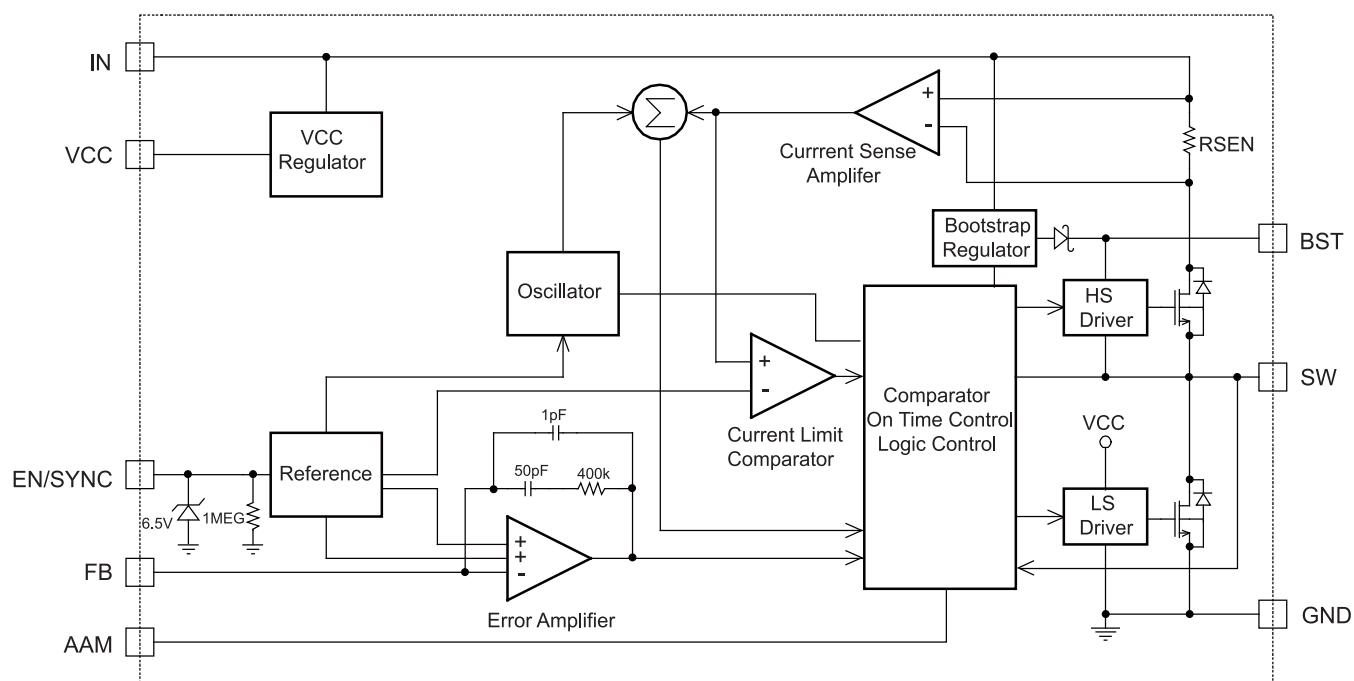 IN
VCC
VCC
Regulator
Σ
+
-
Currrent Sense
Amplifer
RSEN
Bootstrap
Regulator
BST
Oscillator
HS
Driver
+
-
SW
Current Limit
Comparator
Comparator
On Time Control
Logic Control
VCC
EN/SYNC
Reference
1pF
50pF
400k
6.5V
1MEG
LS
Driver
FB
+
+
-
Error Amplifier
GND
AAM